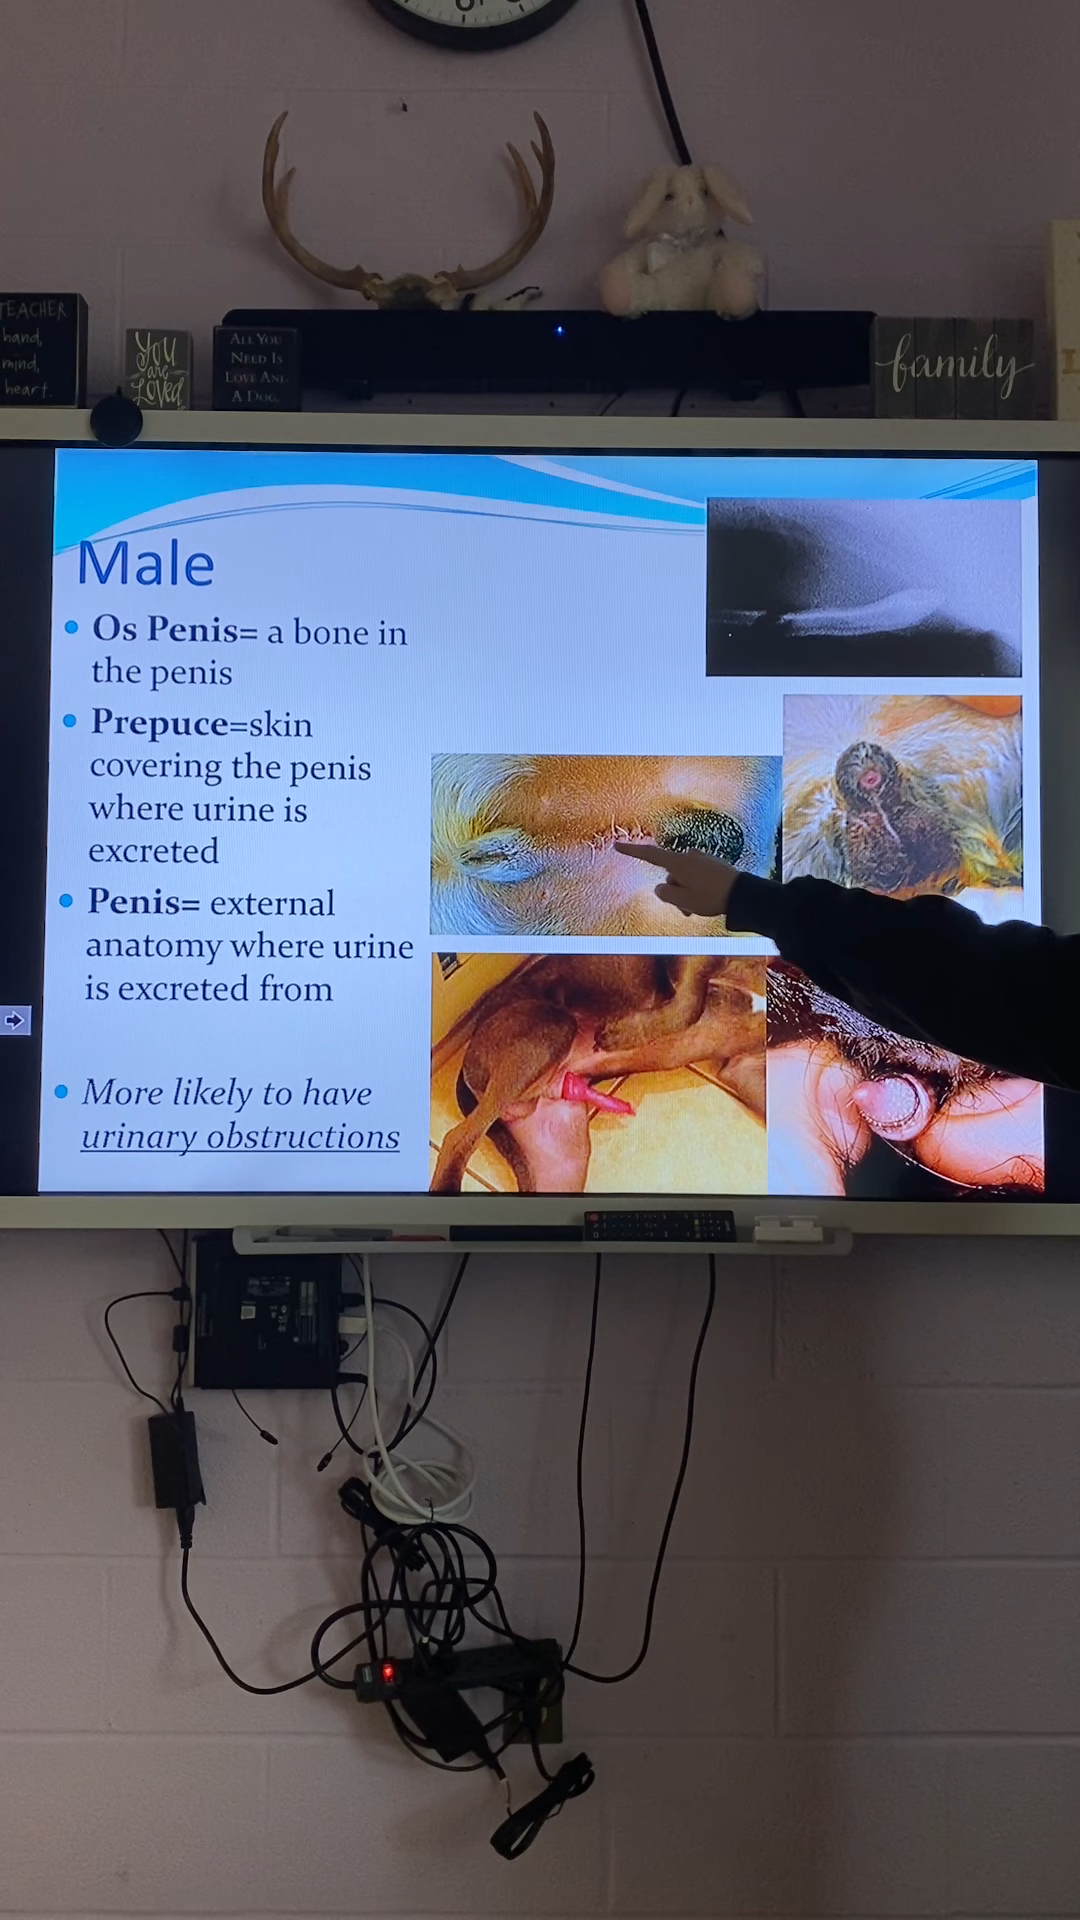 TEACHER
hand,
mind,
heart.
You
are
Loved
ALL YOU
NEED IS
LOVE AND
A DOG.
family
Male
Os Penis= a bone in
the penis
Prepuce=skin
covering the penis
where urine is
excreted
Penis= external
anatomy where urine
is excreted from
More likely to have
urinary obstructions